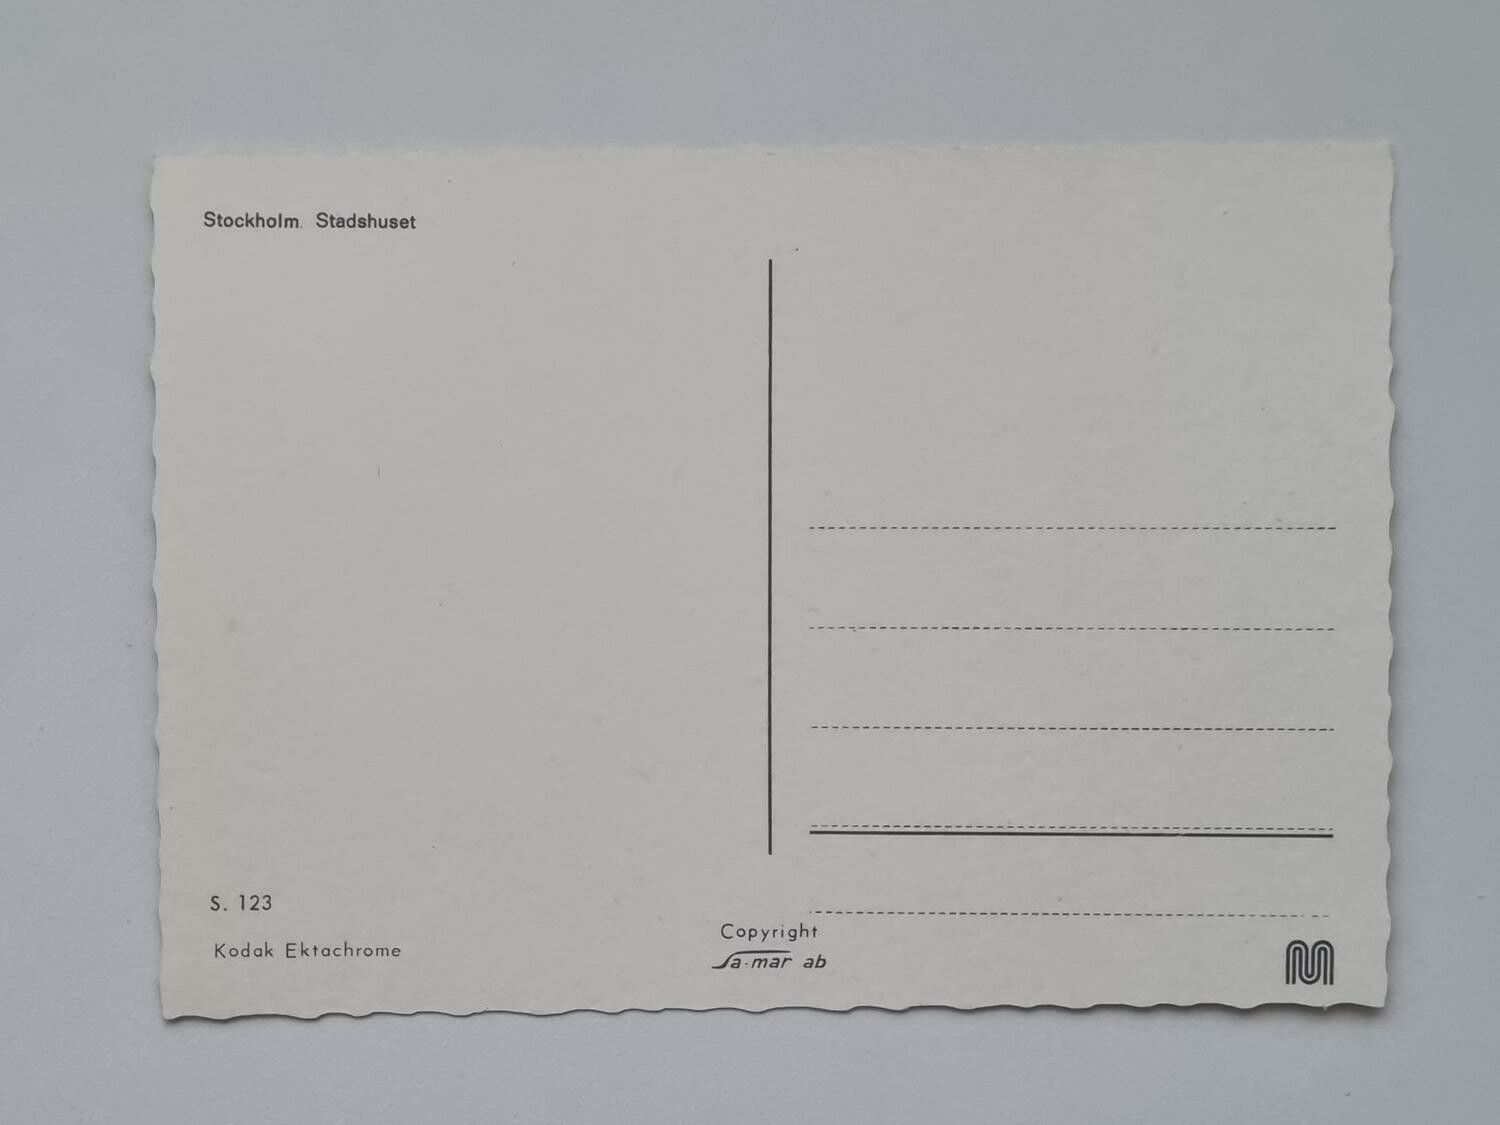 Stockholm. Stadshuset
S. 123
Kodak Ektachrome
Copyright
Sa-mar ab